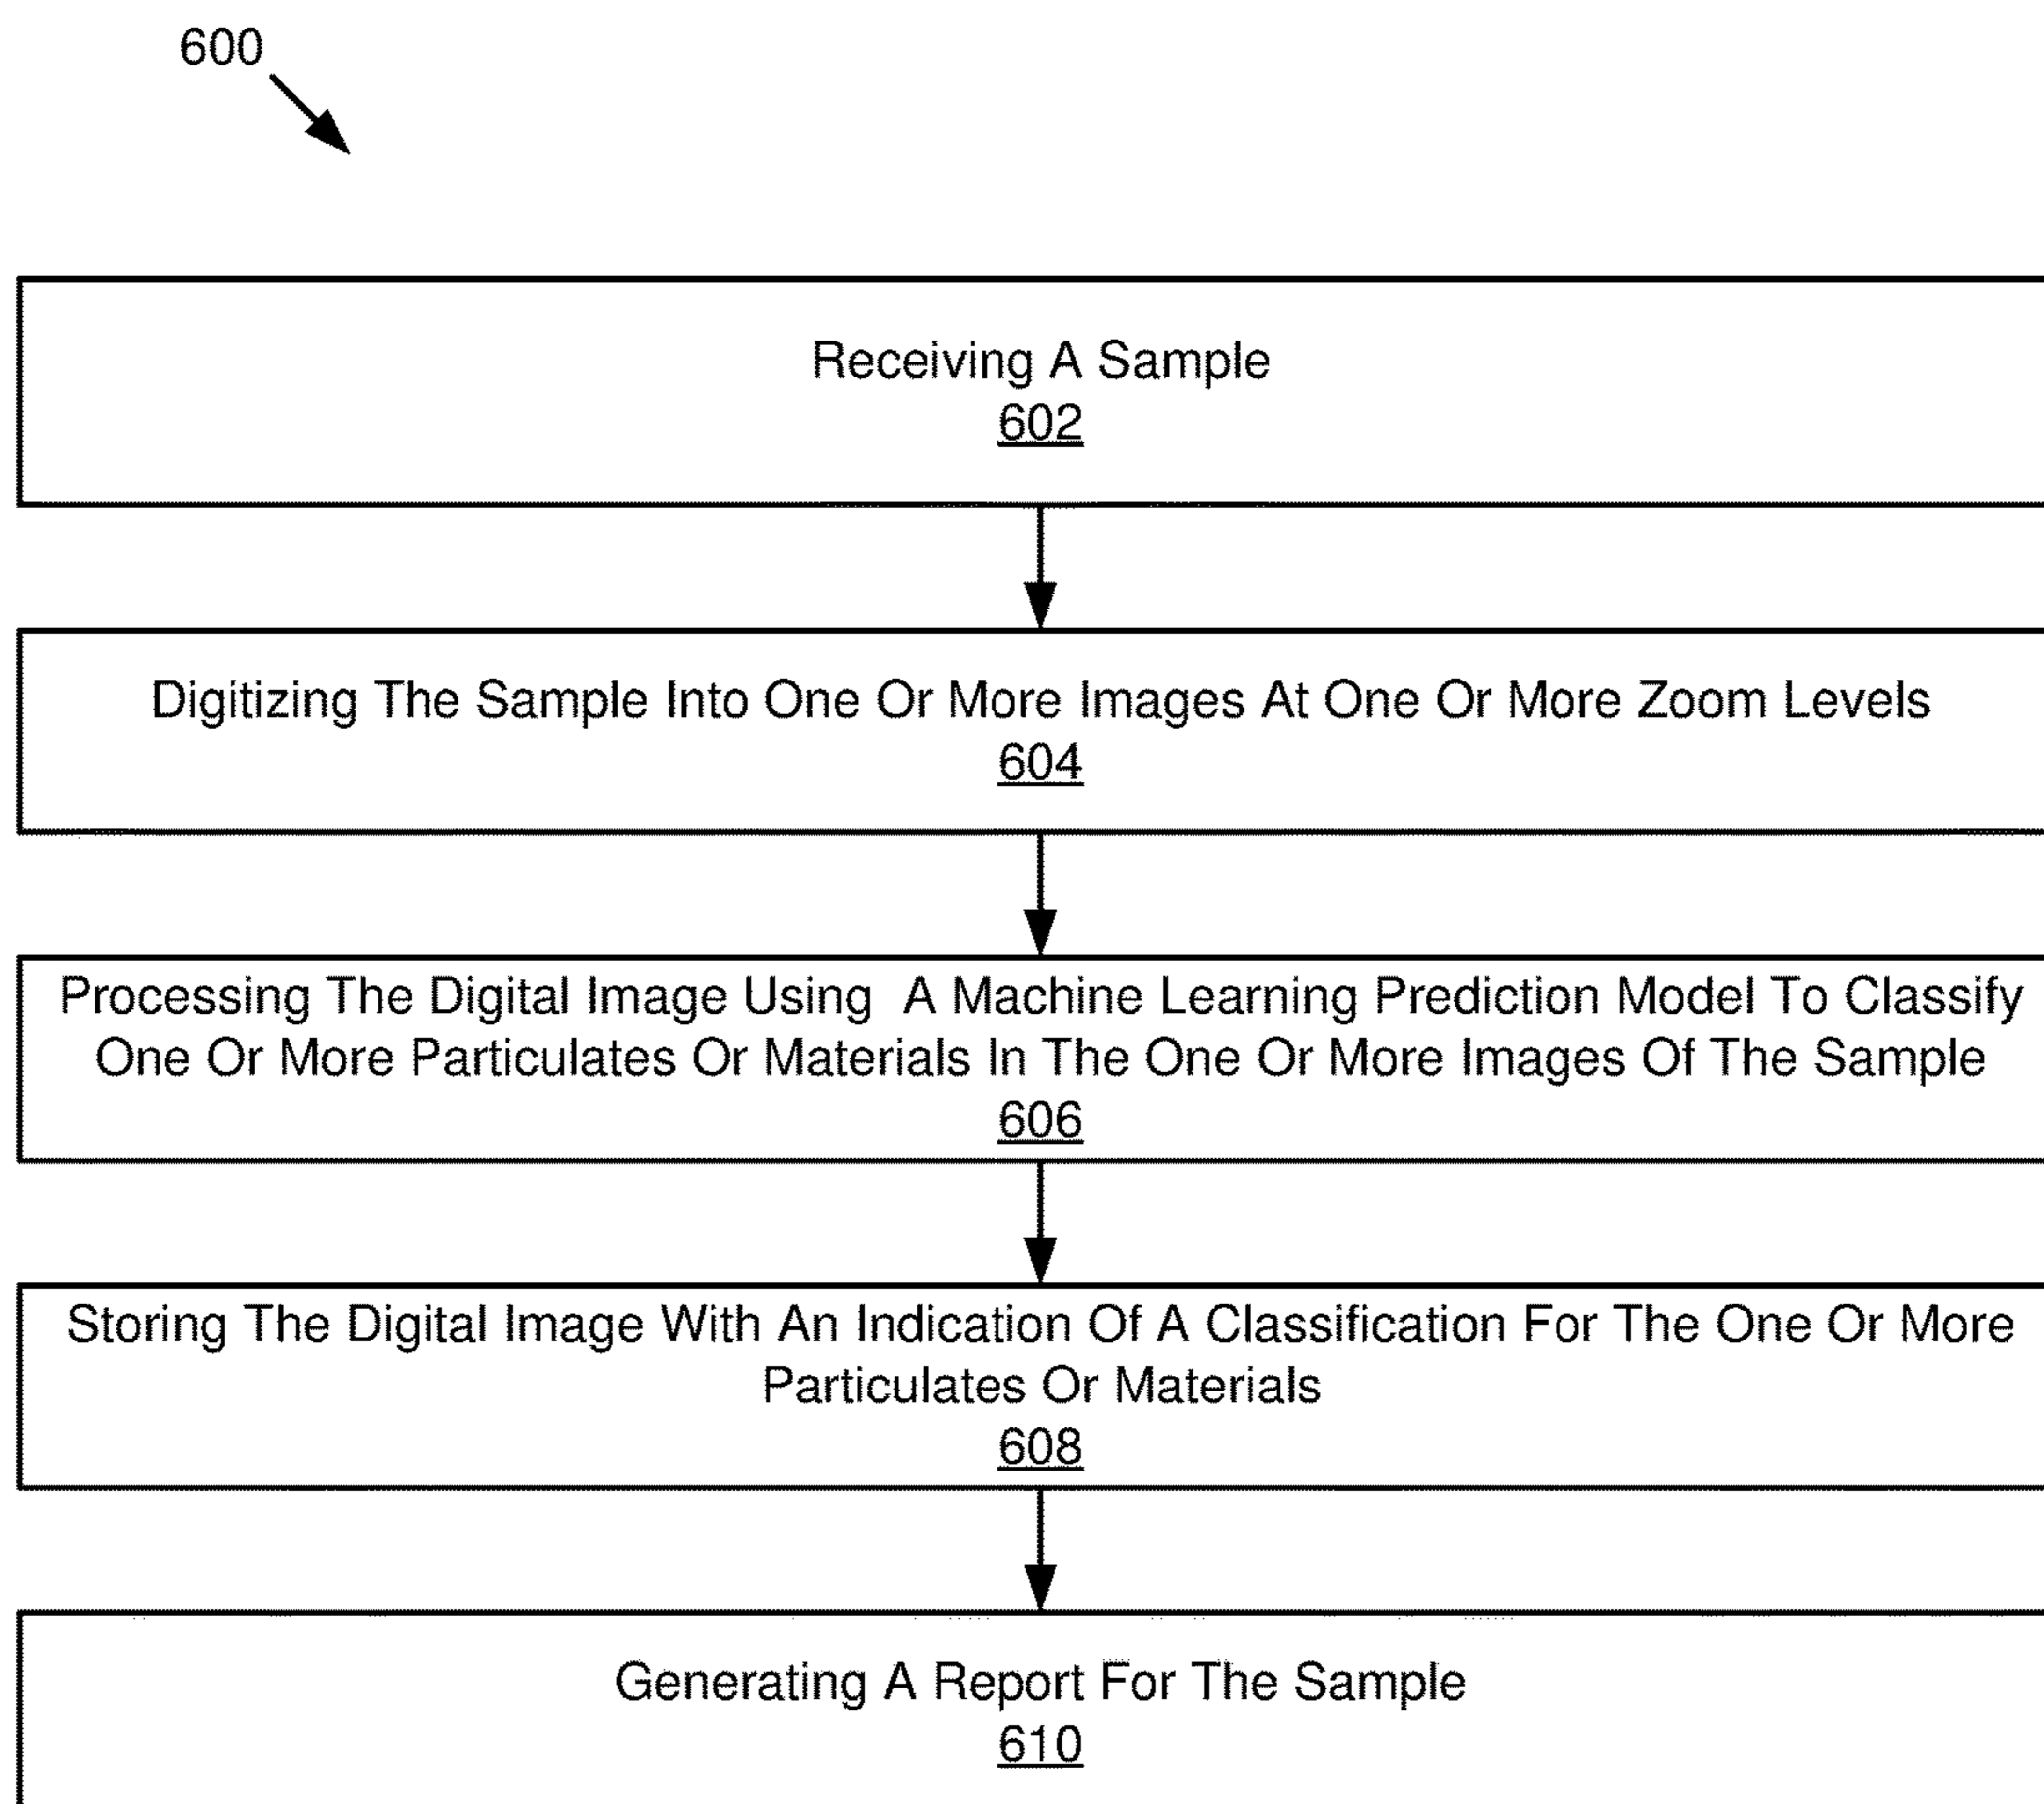 600
Receiving A Sample
602
Digitizing The Sample Into One Or More Images At One Or More Zoom Levels
604
Processing The Digital Image Using A Machine Learning Prediction Model To Classify
One Or More Particulates Or Materials In The One Or More Images Of The Sample
606
Storing The Digital Image With An Indication Of A Classification For The One Or More
Particulates Or Materials
608
Generating A Report For The Sample
610